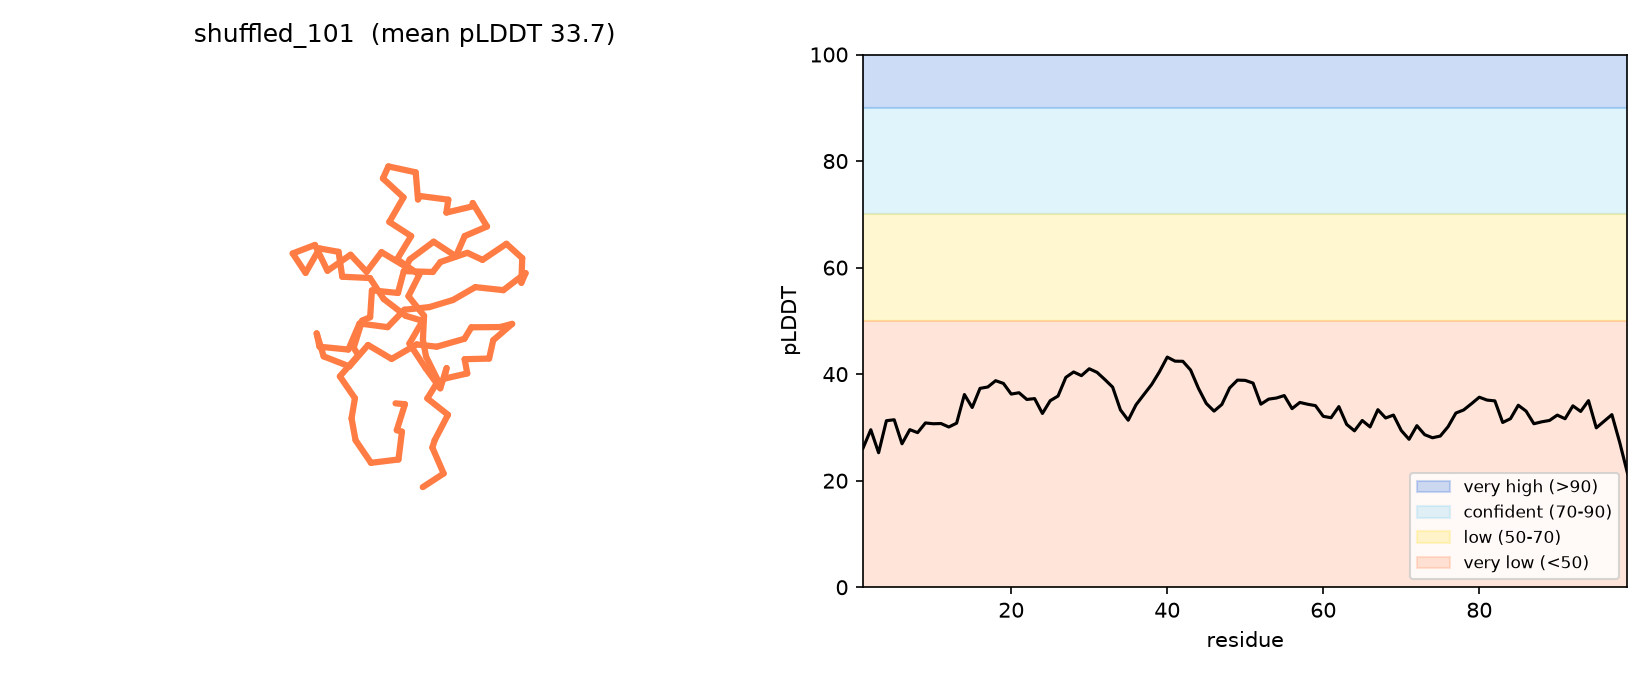 shuffled_101 (mean pLDDT 33.7)
100
80
60
40
20
0
pLDDT
20 40 60 80
residue
very high (>90)
confident (70-90)
low (50-70)
very low (<50)